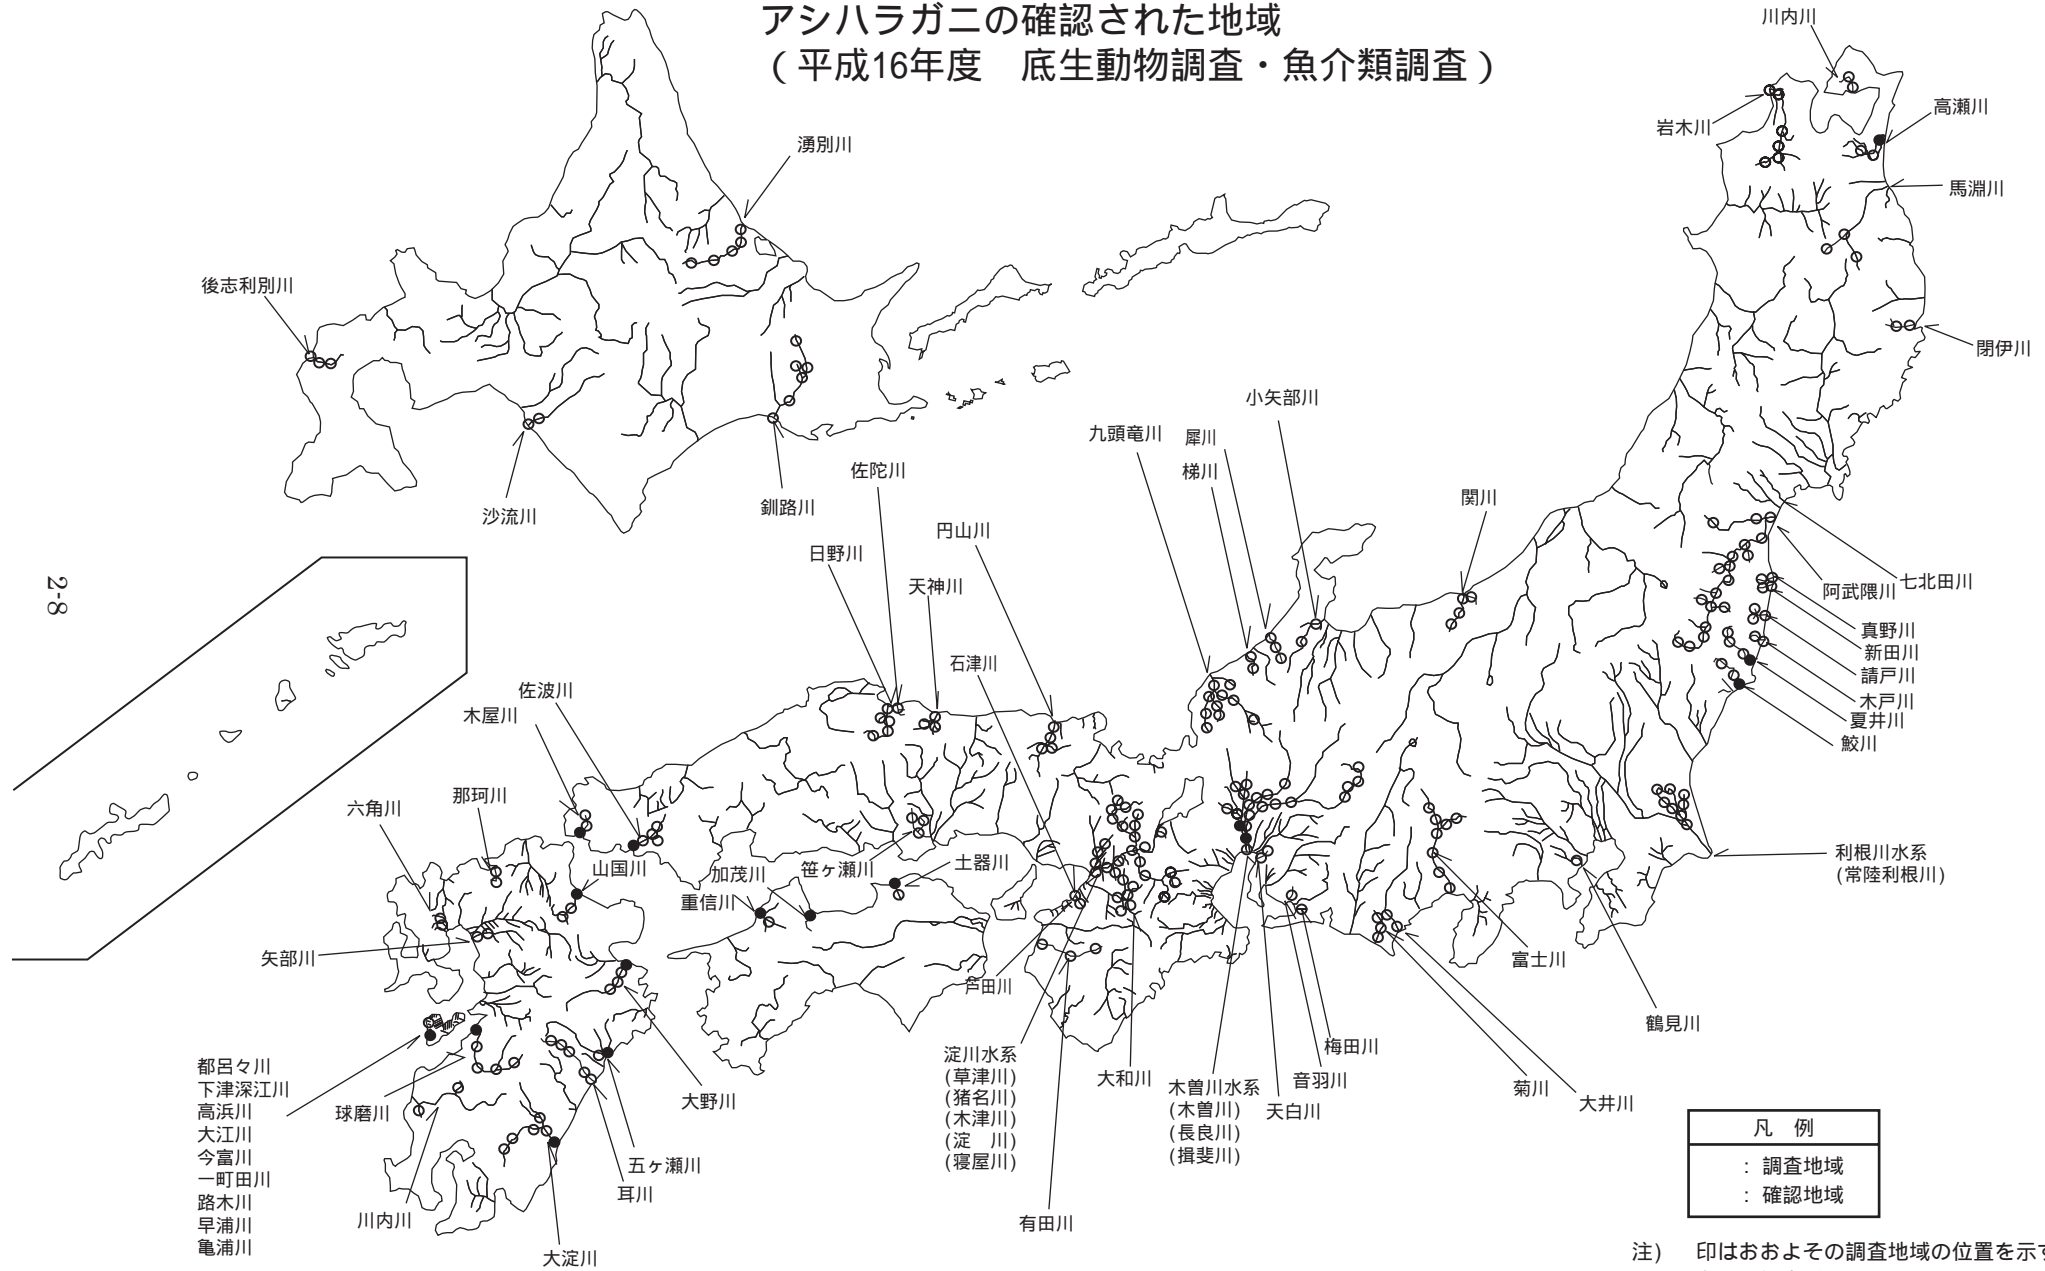 アシハラガニの確認された地域
（平成16年度　底生動物調査・魚介類調査）
川内川
岩木川
高瀬川
馬淵川
閉伊川
湧別川
後志利別川
沙流川
釧路川
2-8
佐陀川
日野川
天神川
円山川
石津川
九頭竜川
犀川
梯川
小矢部川
関川
七北田川
阿武隈川
真野川
新田川
請戸川
木戸川
夏井川
鮫川
佐波川
木屋川
那珂川
六角川
山国川
加茂川
重信川
笹ヶ瀬川
土器川
矢部川
芦田川
利根川水系
(常陸利根川)
富士川
鶴見川
梅田川
音羽川
天白川
菊川
大井川
都呂々川
下津深江川
高浜川
大江川
今富川
一町田川
路木川
早浦川
亀浦川
球磨川
川内川
大淀川
耳川
五ヶ瀬川
大野川
淀川水系
(草津川)
(猪名川)
(木津川)
(淀　川)
(寝屋川)
有田川
大和川
木曽川水系
(木曽川)
(長良川)
(揖斐川)
凡　例
：調査地域
：確認地域
注)　印はおおよその調査地域の位置を示す